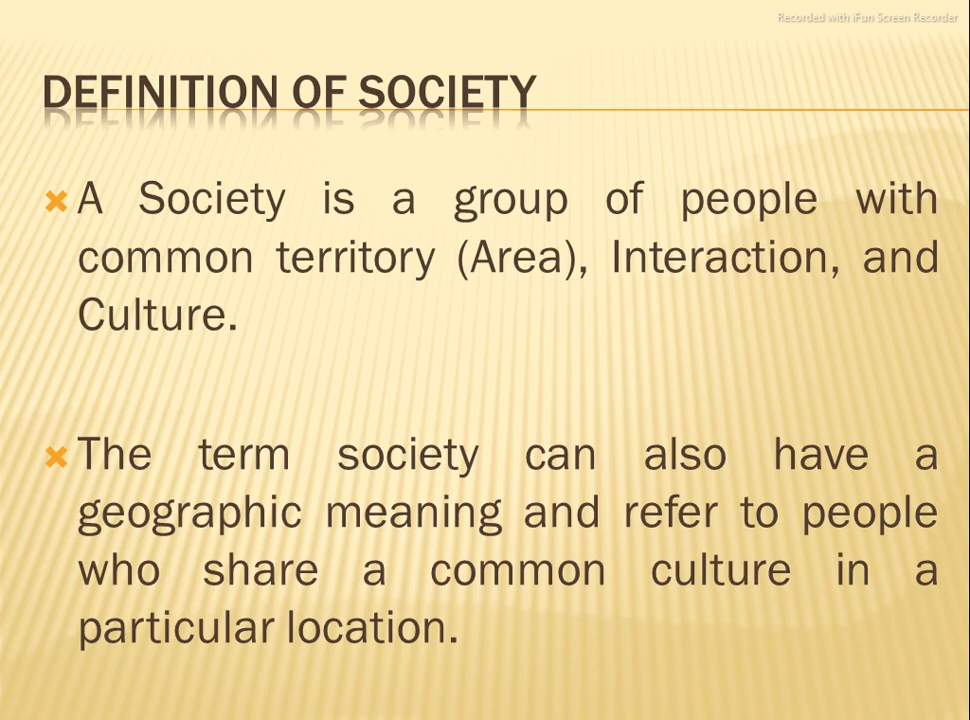 Recorded with iFun Screen Recorder
DEFINITION OF SOCIETY
A Society is a group of people with
common territory (Area), Interaction, and
Culture.
The term society can also have a
geographic meaning and refer to people
who share a common culture in a
particular location.